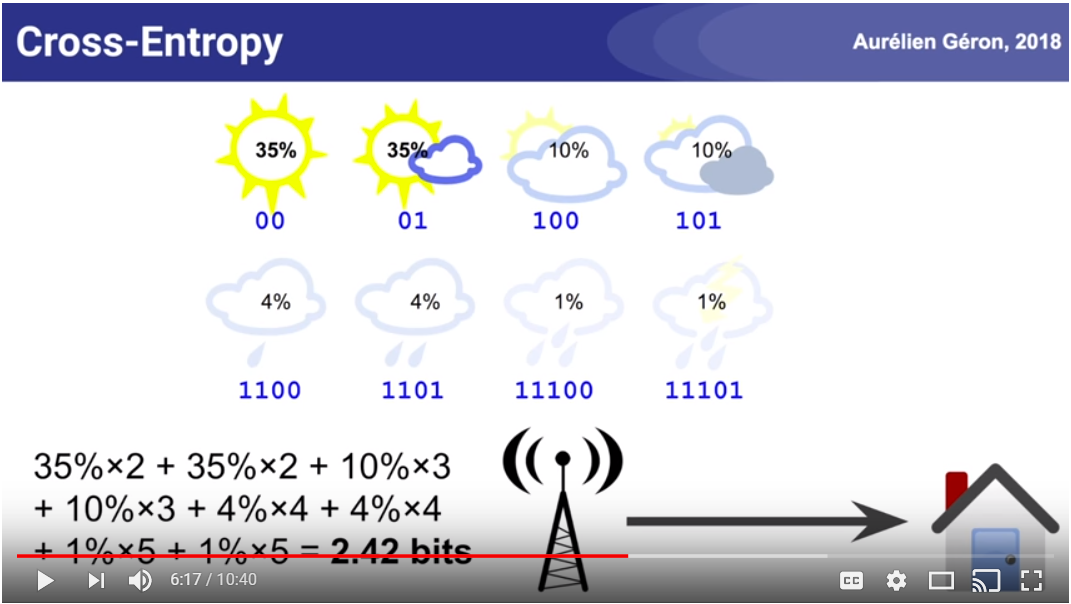 Cross-Entropy
Aurélien Géron, 2018
35% 35% 10% 10%
00 01 100 101
4% 4% 1% 1%
1100 1101 11100 11101
35%×2 + 35%×2 + 10%×3
+ 10%×3 + 4%×4 + 4%×4
+ 1%×5 + 1%×5 = 2.42 bits
6:17 / 10:40
CC